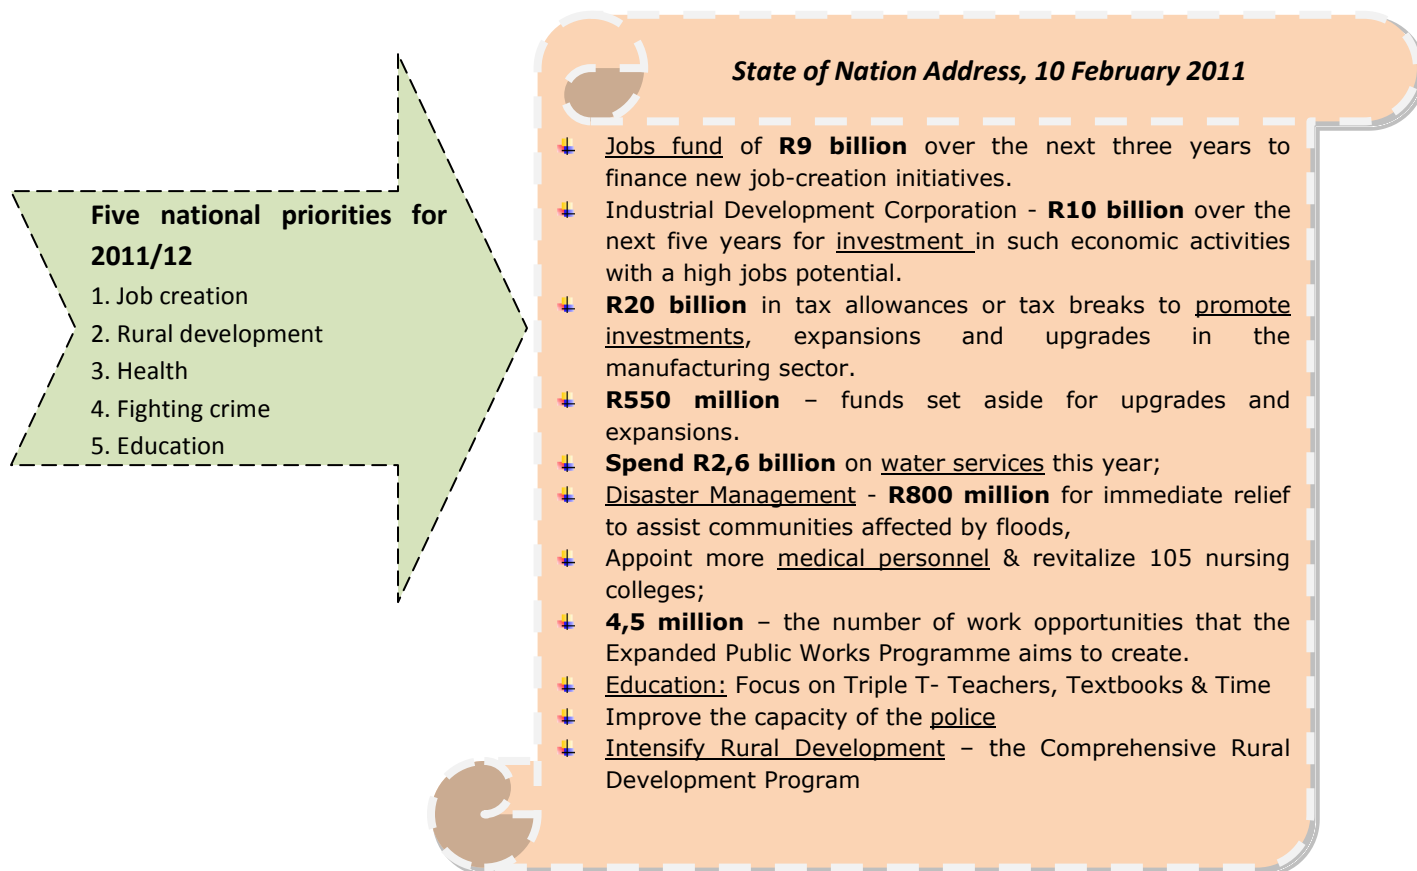 Five national priorities for
2011/12
1. Job creation
2. Rural development
3. Health
4. Fighting crime
5. Education
State of Nation Address, 10 February 2011
Jobs fund of R9 billion over the next three years to
finance new job-creation initiatives.
Industrial Development Corporation - R10 billion over the
next five years for investment in such economic activities
with a high jobs potential.
R20 billion in tax allowances or tax breaks to promote
investments, expansions and upgrades in the
manufacturing sector.
R550 million – funds set aside for upgrades and
expansions.
Spend R2,6 billion on water services this year;
Disaster Management - R800 million for immediate relief
to assist communities affected by floods,
Appoint more medical personnel & revitalize 105 nursing
colleges;
4,5 million – the number of work opportunities that the
Expanded Public Works Programme aims to create.
Education: Focus on Triple T- Teachers, Textbooks & Time
Improve the capacity of the police
Intensify Rural Development – the Comprehensive Rural
Development Program